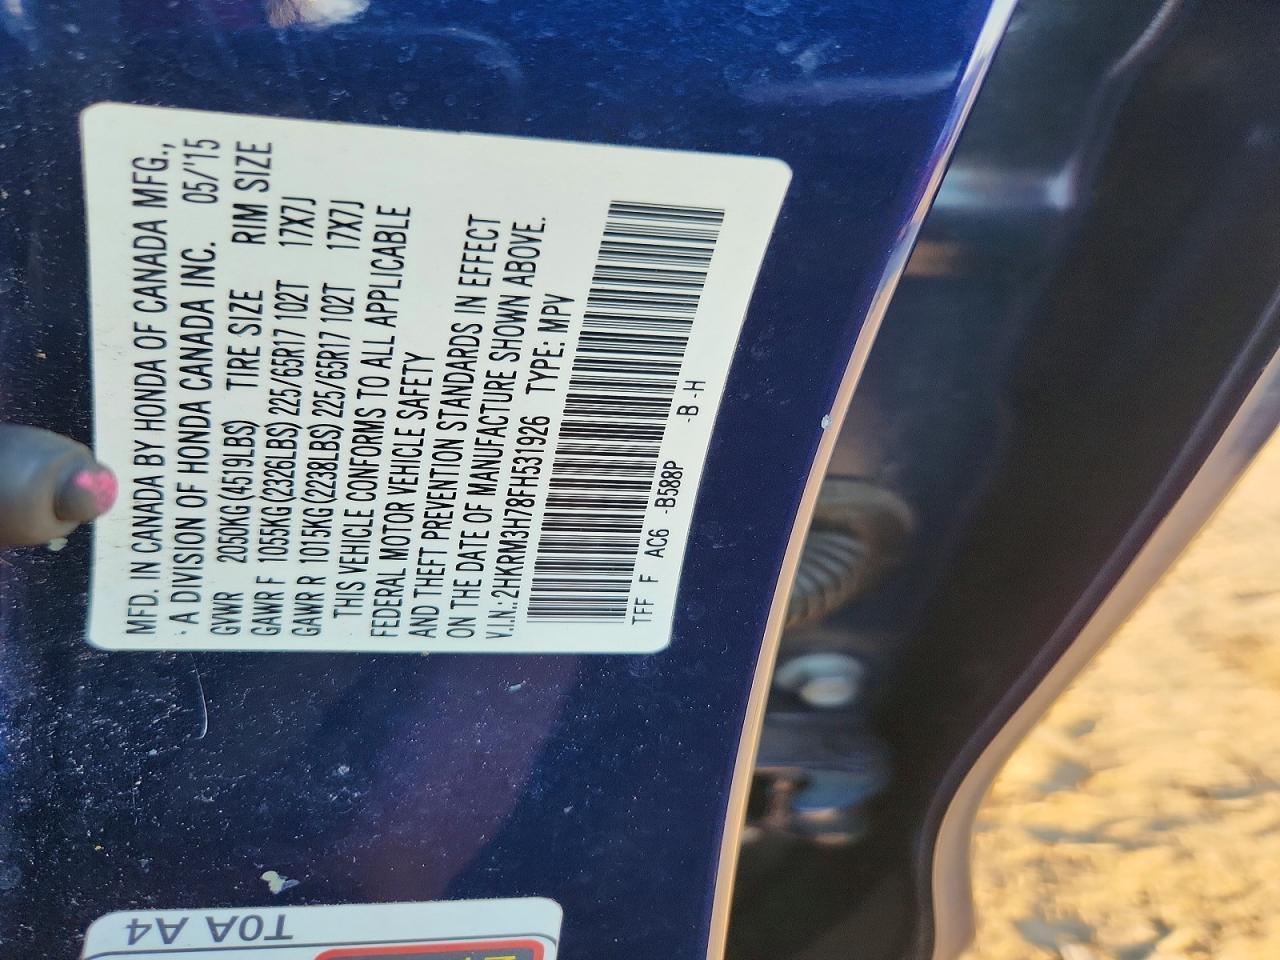 MFD. IN CANADA BY HONDA OF CANADA MFG.,
A DIVISION OF HONDA CANADA INC. 05/'15
GVWR 2050KG(4519LBS) TIRE SIZE RIM SIZE
GAWR F 1055KG(2326LBS) 225/65R17 102T 17X7J
GAWR R 1015KG(2238LBS) 225/65R17 102T 17X7J
THIS VEHICLE CONFORMS TO ALL APPLICABLE
FEDERAL MOTOR VEHICLE SAFETY
AND THEFT PREVENTION STANDARDS IN EFFECT
ON THE DATE OF MANUFACTURE SHOWN ABOVE.
V.I.N.: 2HKRM3H78FH531926 TYPE: MPV
TFF F AC6 -B588P -B -H
T0A A4